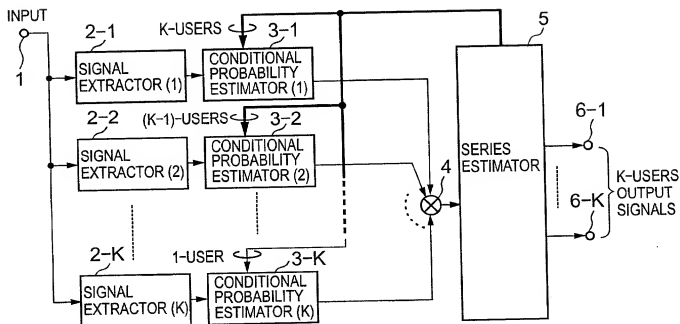 INPUT
1
2-1
SIGNAL
EXTRACTOR (1)
K-USERS
3-1
CONDITIONAL
PROBABILITY
ESTIMATOR (1)
2-2
SIGNAL
EXTRACTOR (2)
(K-1)-USERS
3-2
CONDITIONAL
PROBABILITY
ESTIMATOR (2)
2-K
SIGNAL
EXTRACTOR (K)
1-USER
3-K
CONDITIONAL
PROBABILITY
ESTIMATOR (K)
4
5
SERIES
ESTIMATOR
6-1
6-K
K-USERS
OUTPUT
SIGNALS